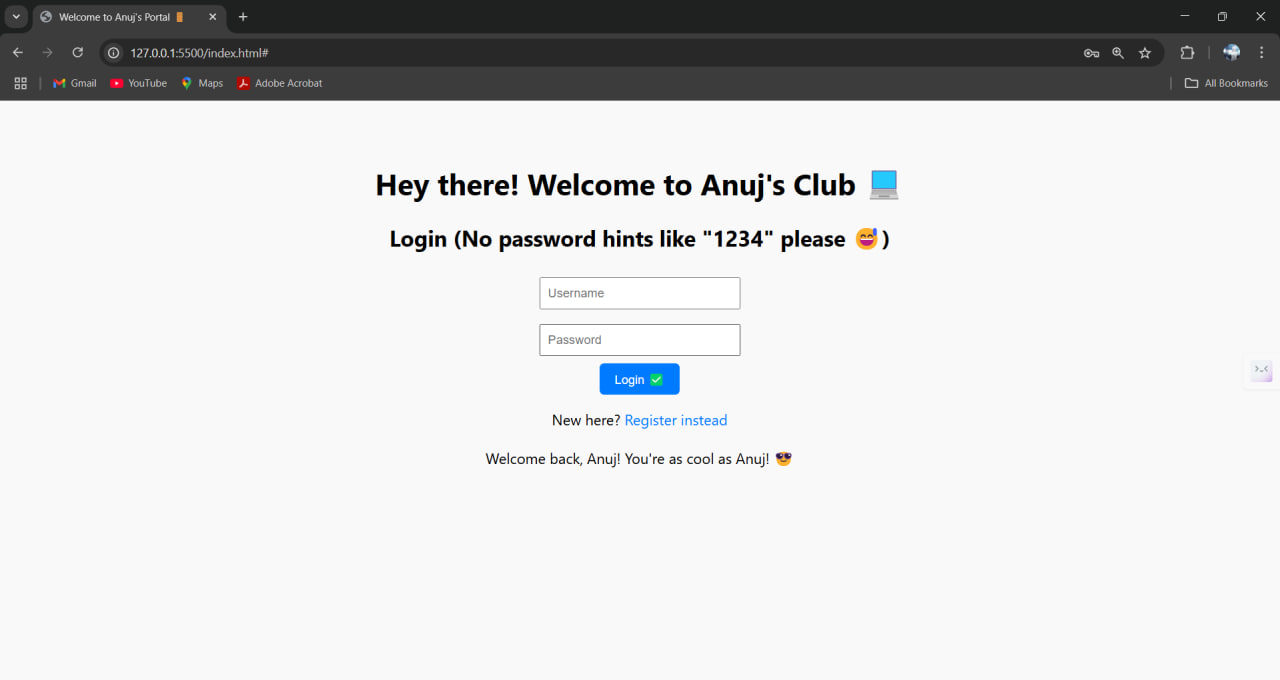 Welcome to Anuj's Portal 🚪
127.0.0.1:5500/index.html#
Gmail YouTube Maps Adobe Acrobat All Bookmarks
Hey there! Welcome to Anuj's Club 💻
Login (No password hints like "1234" please 😅)
Username
Password
Login ✅
New here? Register instead
Welcome back, Anuj! You're as cool as Anuj! 😎